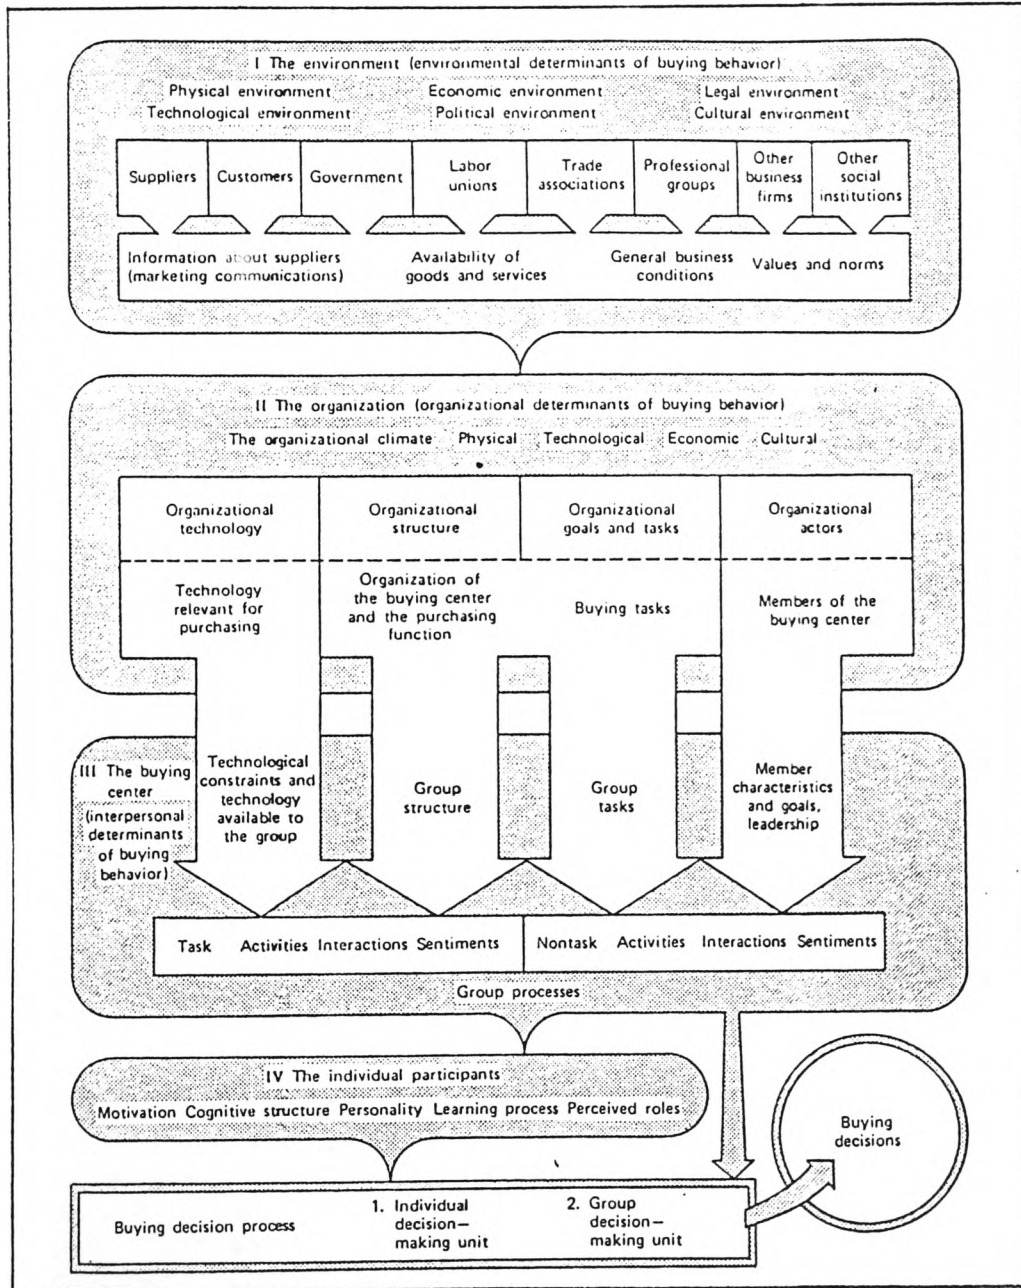 I The environment (environmental determinants of buying behavior)
Physical environment Economic environment Legal environment
Technological environment Political environment Cultural environment
Suppliers
Customers
Government
Labor
unions
Trade
associations
Professional
groups
Other
business
firms
Other
social
institutions
Information about suppliers
(marketing communications)
Availability of
goods and services
General business
conditions
Values and norms
II The organization (organizational determinants of buying behavior)
The organizational climate Physical Technological Economic Cultural
Organizational
technology
Organizational
structure
Organizational
goals and tasks
Organizational
actors
Technology
relevant for
purchasing
Organization of
the buying center
and the purchasing
function
Buying tasks
Members of the
buying center
III The buying
center
(interpersonal
determinants
of buying
behavior)
Technological
constraints and
technology
available to
the group
Group
structure
Group
tasks
Member
characteristics
and goals,
leadership
Task Activities Interactions Sentiments
Nontask Activities Interactions Sentiments
Group processes
IV The individual participants
Motivation Cognitive structure Personality Learning process Perceived roles
Buying
decisions
Buying decision process
1. Individual
decision—
making unit
2. Group
decision—
making unit